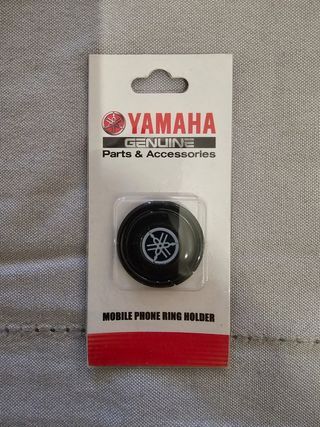 YAMAHA
GENUINE
Parts & Accessories
MOBILE PHONE RING HOLDER